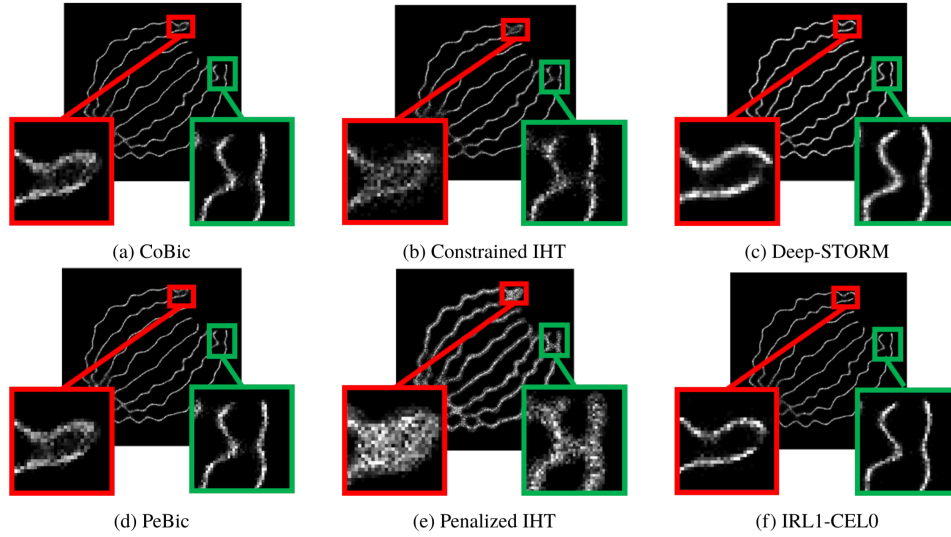 (a) CoBic
(b) Constrained IHT
(c) Deep-STORM
(d) PeBic
(e) Penalized IHT
(f) IRL1-CEL0